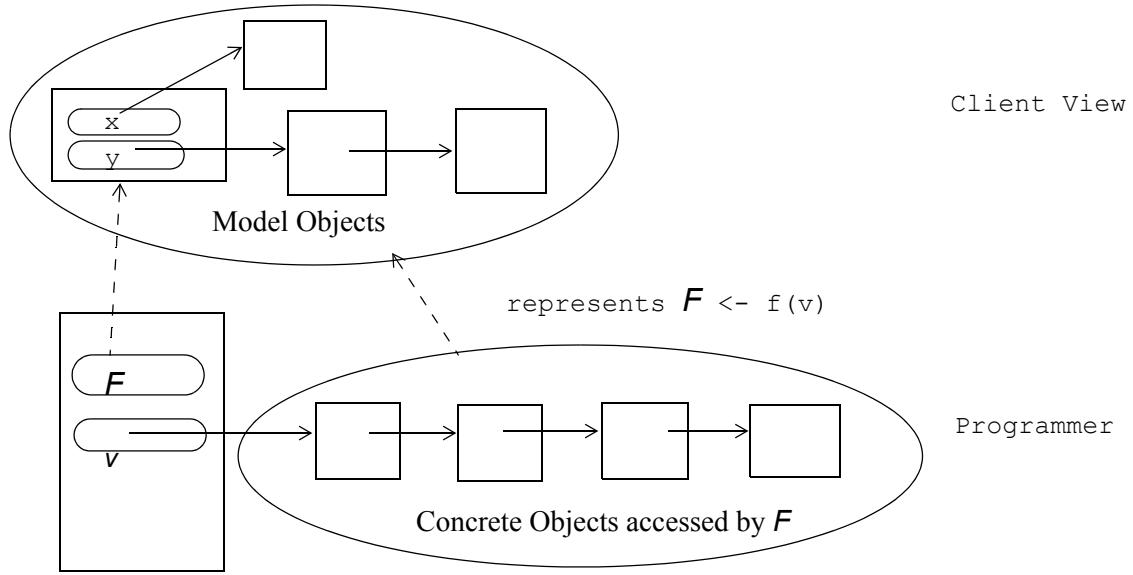 Client View
x
y
Model Objects
represents F <- f(v)
F
v
Programmer
Concrete Objects accessed by F